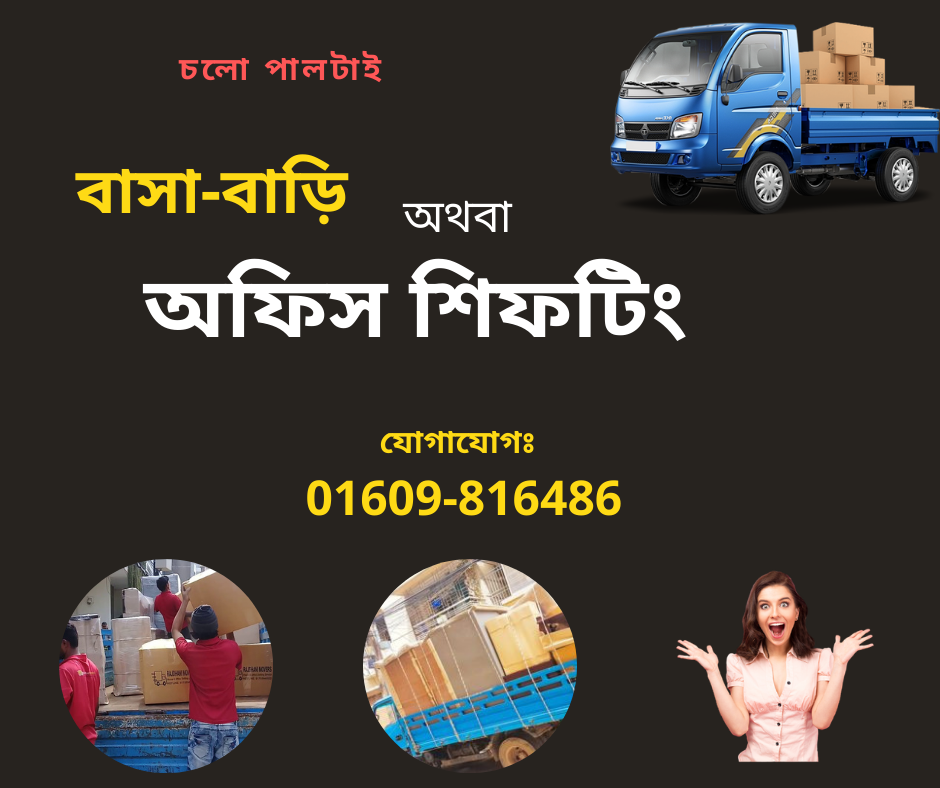 চলো পালটাই
বাসা-বাড়ি
অথবা
অফিস শিফটিং
যোগাযোগঃ
01609-816486